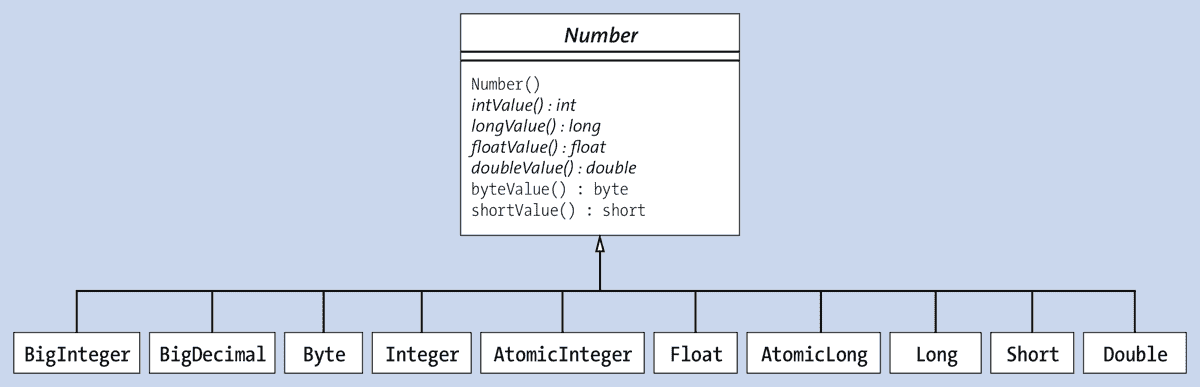 Number
Number()
intValue() : int
longValue() : long
floatValue() : float
doubleValue() : double
byteValue() : byte
shortValue() : short
BigInteger BigDecimal Byte Integer AtomicInteger Float AtomicLong Long Short Double